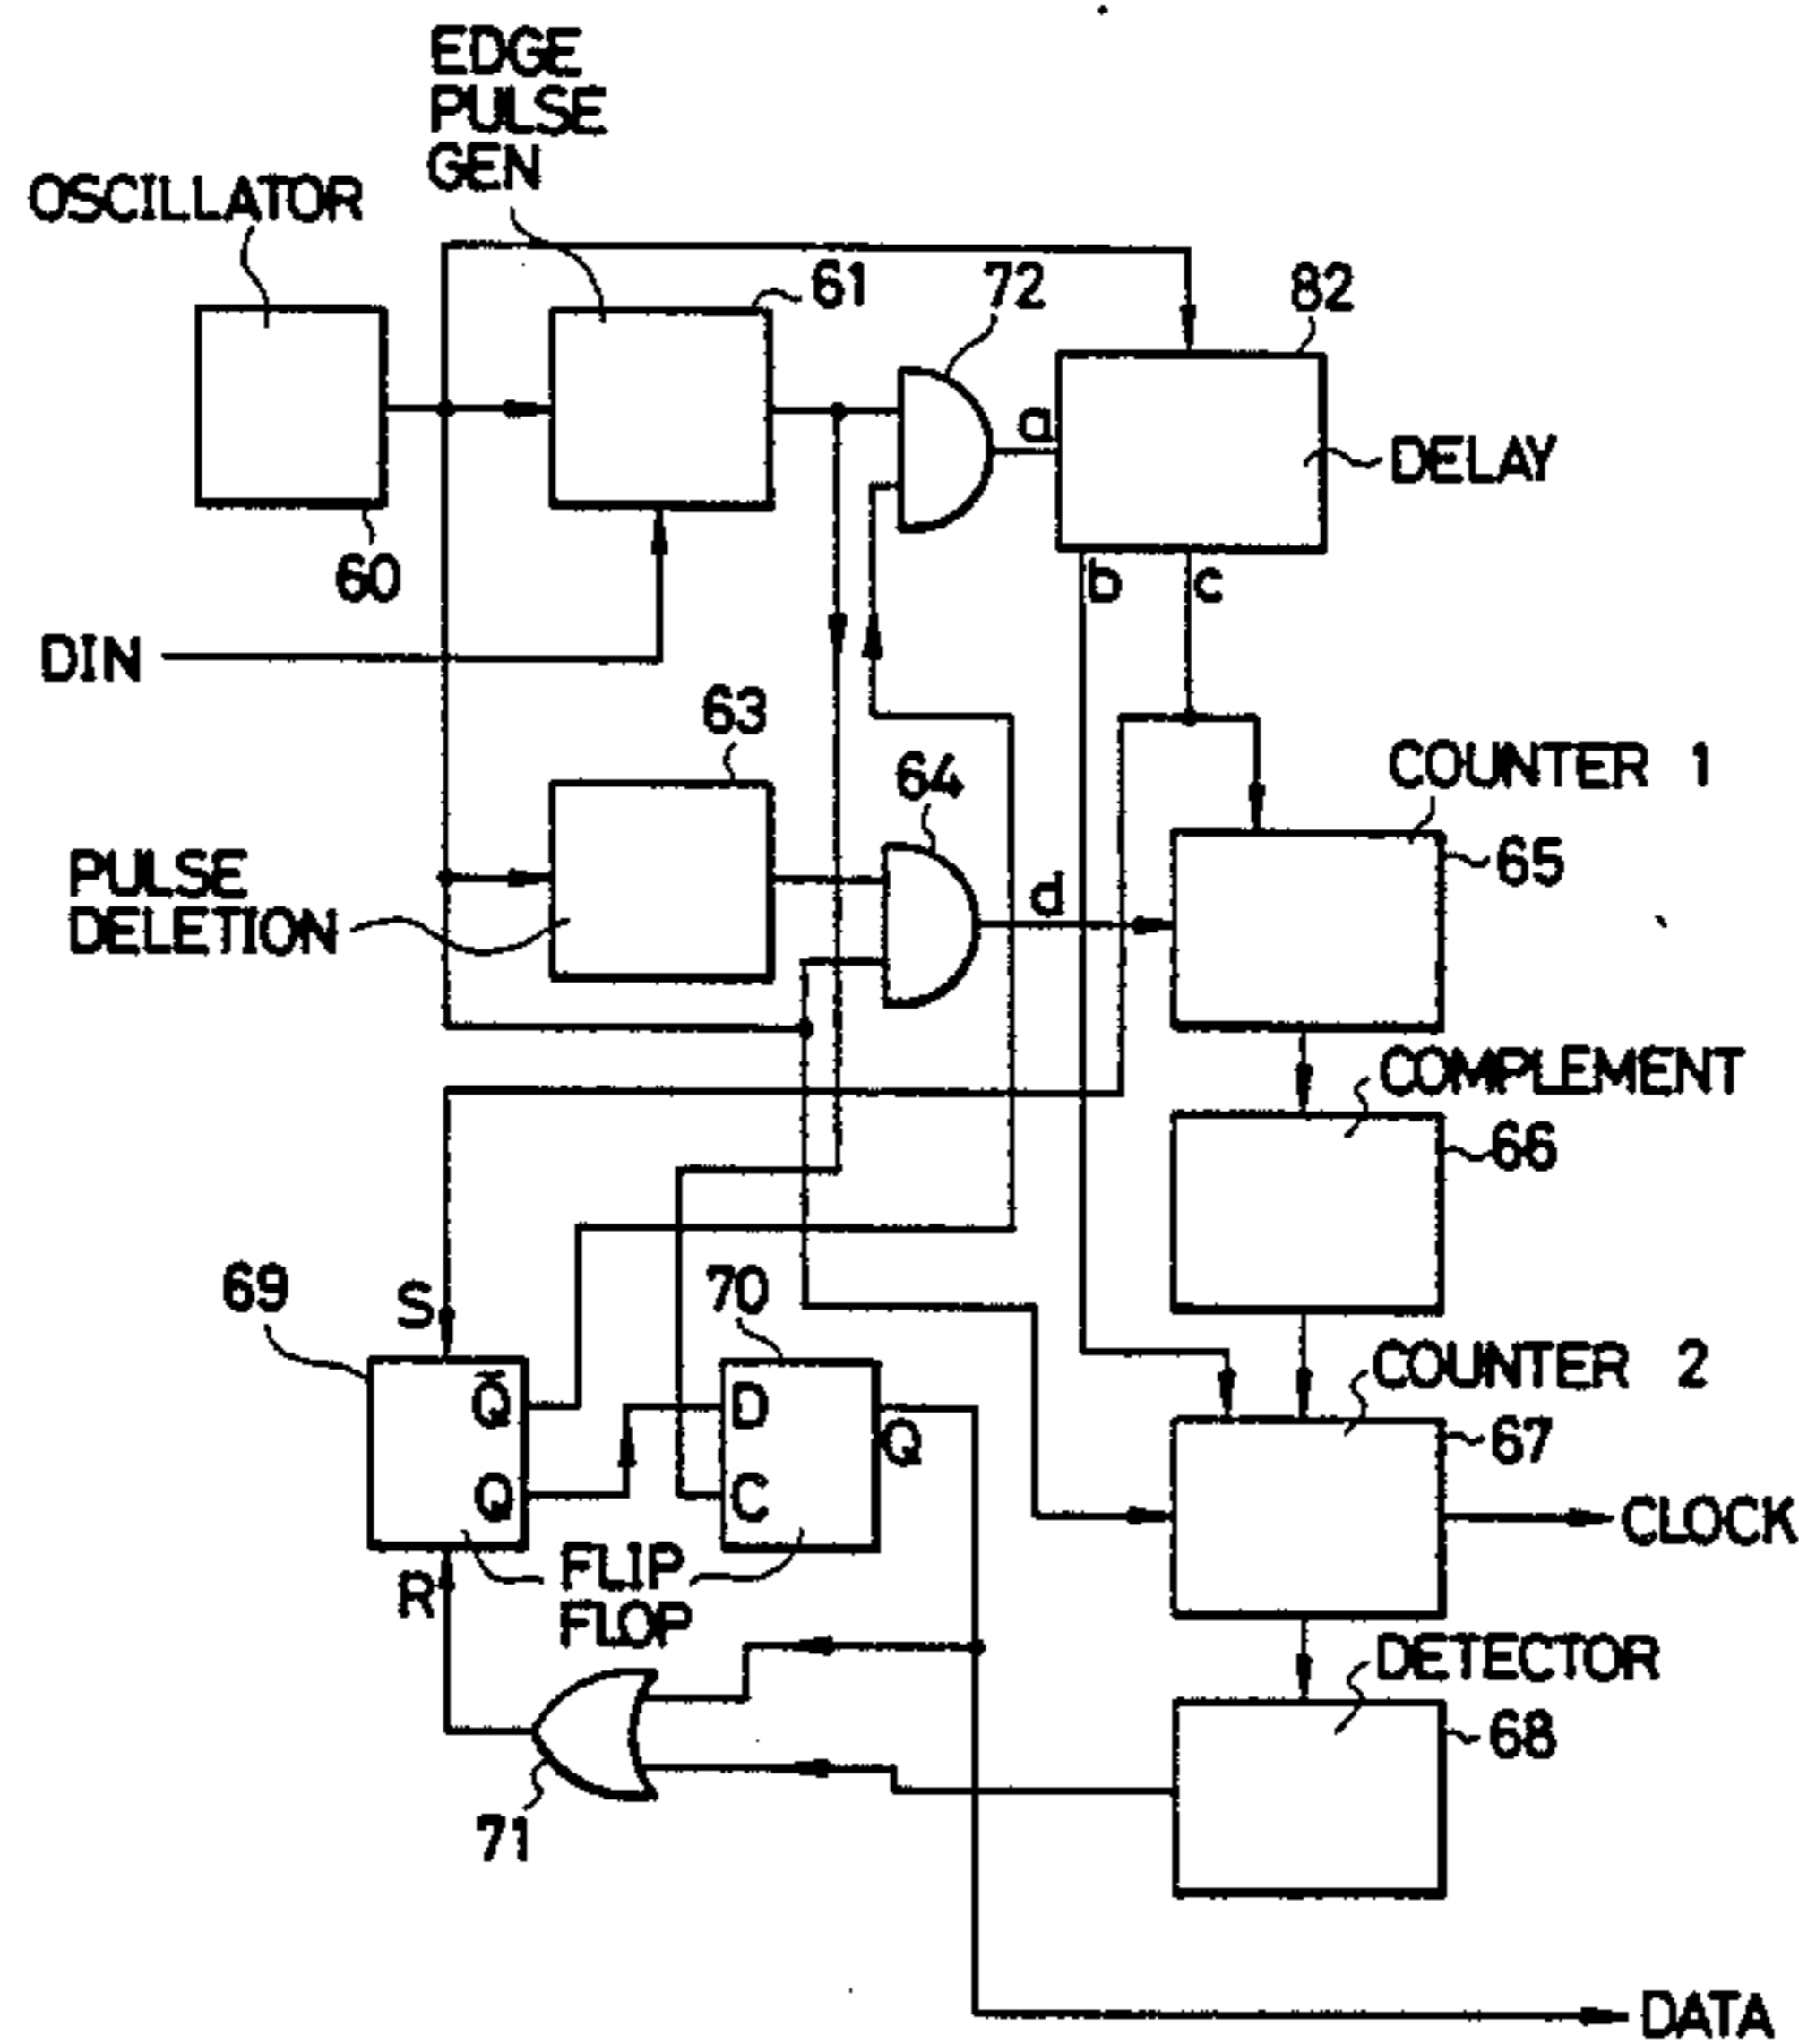 EDGE
PULSE
GEN
OSCILLATOR
61
72
82
a
DELAY
60
b
c
DIN
63
64
COUNTER 1
65
PULSE
DELETION
d
COMPLEMENT
66
69
S
70
COUNTER 2
67
Q̅
D
Q
Q
C
CLOCK
R
FLIP
FLOP
DETECTOR
68
71
DATA